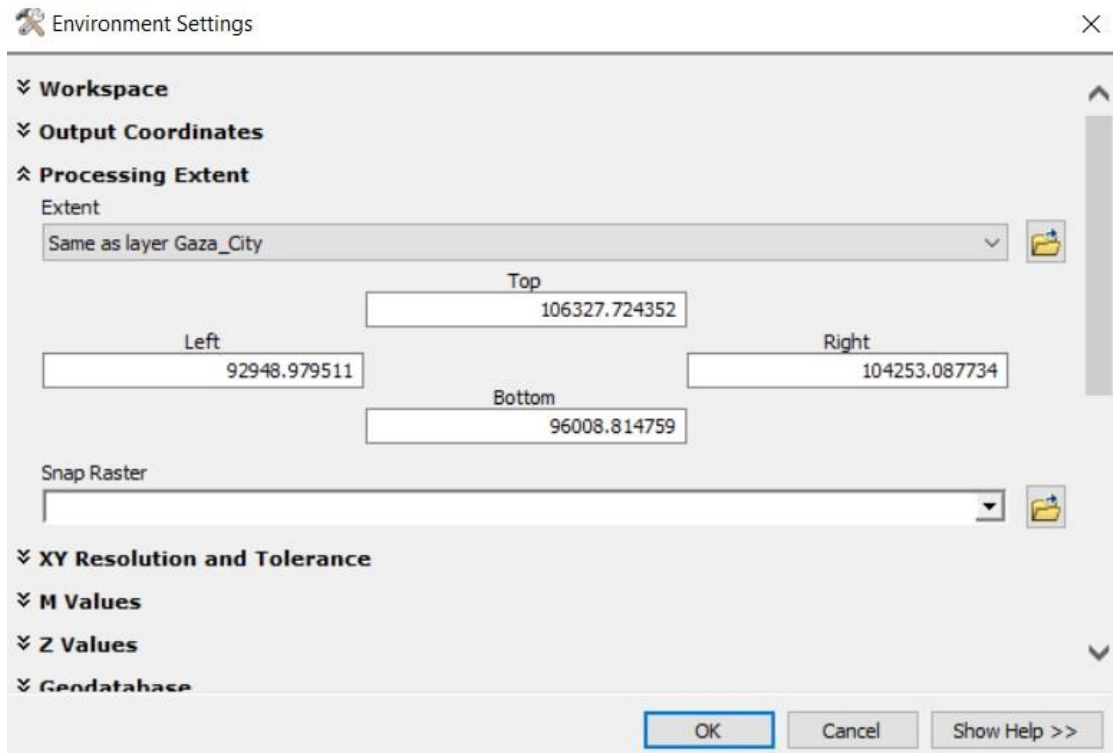 Environment Settings
Workspace
Output Coordinates
Processing Extent
Extent
Same as layer Gaza_City
Top
106327.724352
Left
Right
92948.979511
104253.087734
Bottom
96008.814759
Snap Raster
XY Resolution and Tolerance
M Values
Z Values
Geodatabase
OK
Cancel
Show Help >>